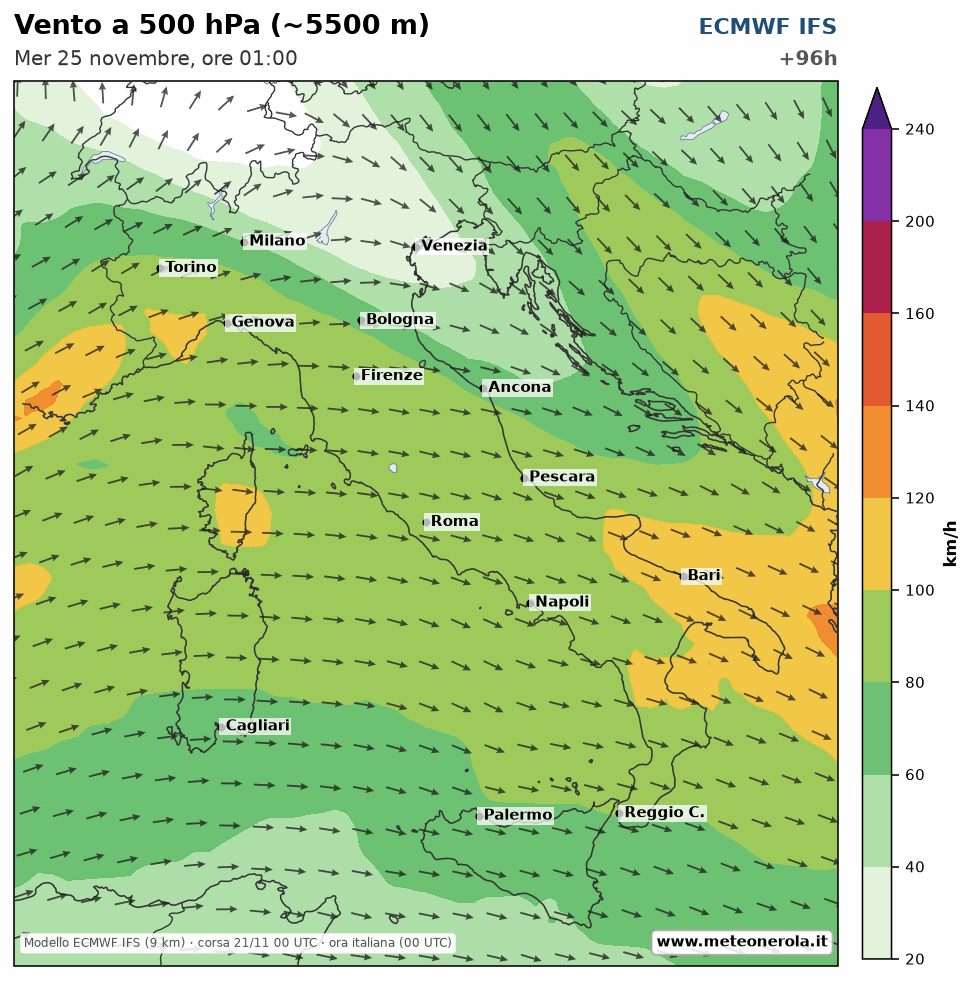 Vento a 500 hPa (~5500 m)
ECMWF IFS
Mer 25 novembre, ore 01:00
+96h
Milano
Venezia
Torino
Genova
Bologna
Firenze
Ancona
Pescara
Roma
Bari
Napoli
Cagliari
Palermo
Reggio C.
240
200
160
140
120
100
80
60
40
20
km/h
Modello ECMWF IFS (9 km) · corsa 21/11 00 UTC · ora italiana (00 UTC)
www.meteonerola.it